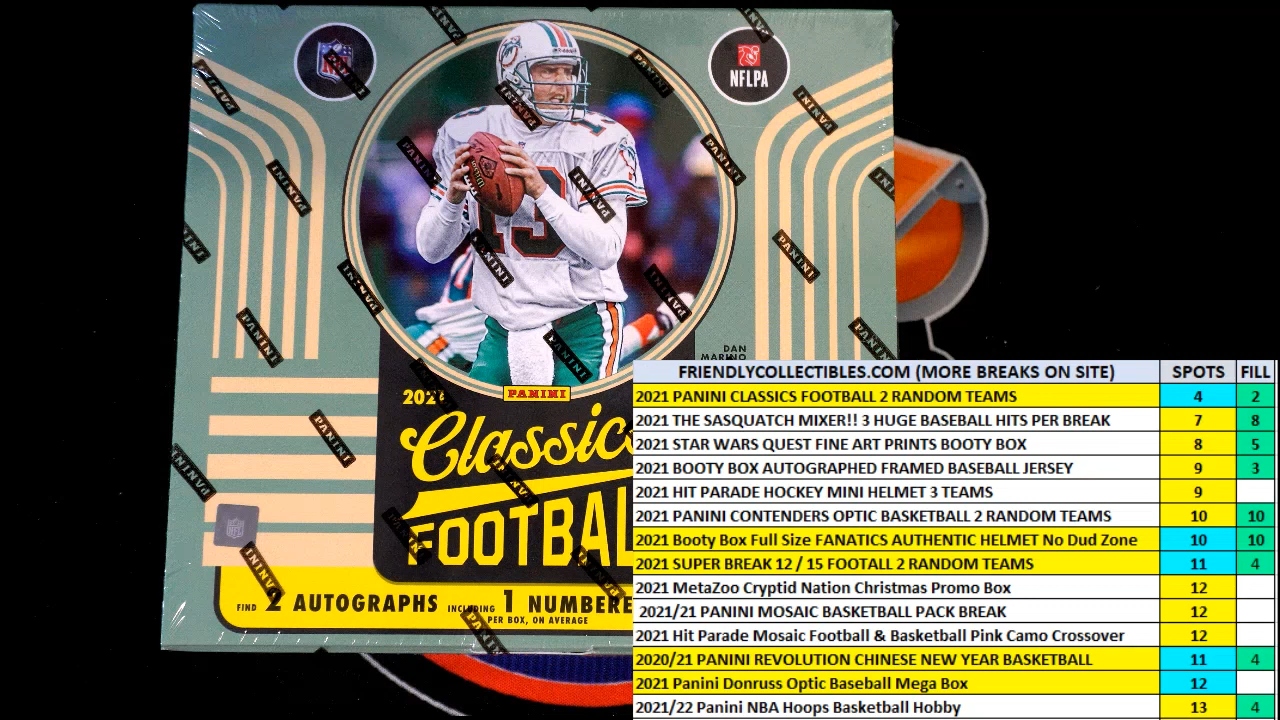 NFL
NFLPA
DAN
MARINO
PANINI
2021
Classics
FOOTBAL
FIND 2 AUTOGRAPHS INCLUDING 1 NUMBERE
PER BOX, ON AVERAGE
FRIENDLYCOLLECTIBLES.COM (MORE BREAKS ON SITE) SPOTS FILL
2021 PANINI CLASSICS FOOTBALL 2 RANDOM TEAMS 4 2
2021 THE SASQUATCH MIXER!! 3 HUGE BASEBALL HITS PER BREAK 7 8
2021 STAR WARS QUEST FINE ART PRINTS BOOTY BOX 8 5
2021 BOOTY BOX AUTOGRAPHED FRAMED BASEBALL JERSEY 9 3
2021 HIT PARADE HOCKEY MINI HELMET 3 TEAMS 9
2021 PANINI CONTENDERS OPTIC BASKETBALL 2 RANDOM TEAMS 10 10
2021 Booty Box Full Size FANATICS AUTHENTIC HELMET No Dud Zone 10 10
2021 SUPER BREAK 12 / 15 FOOTALL 2 RANDOM TEAMS 11 4
2021 MetaZoo Cryptid Nation Christmas Promo Box 12
2021/21 PANINI MOSAIC BASKETBALL PACK BREAK 12
2021 Hit Parade Mosaic Football & Basketball Pink Camo Crossover 12
2020/21 PANINI REVOLUTION CHINESE NEW YEAR BASKETBALL 11 4
2021 Panini Donruss Optic Baseball Mega Box 12
2021/22 Panini NBA Hoops Basketball Hobby 13 4